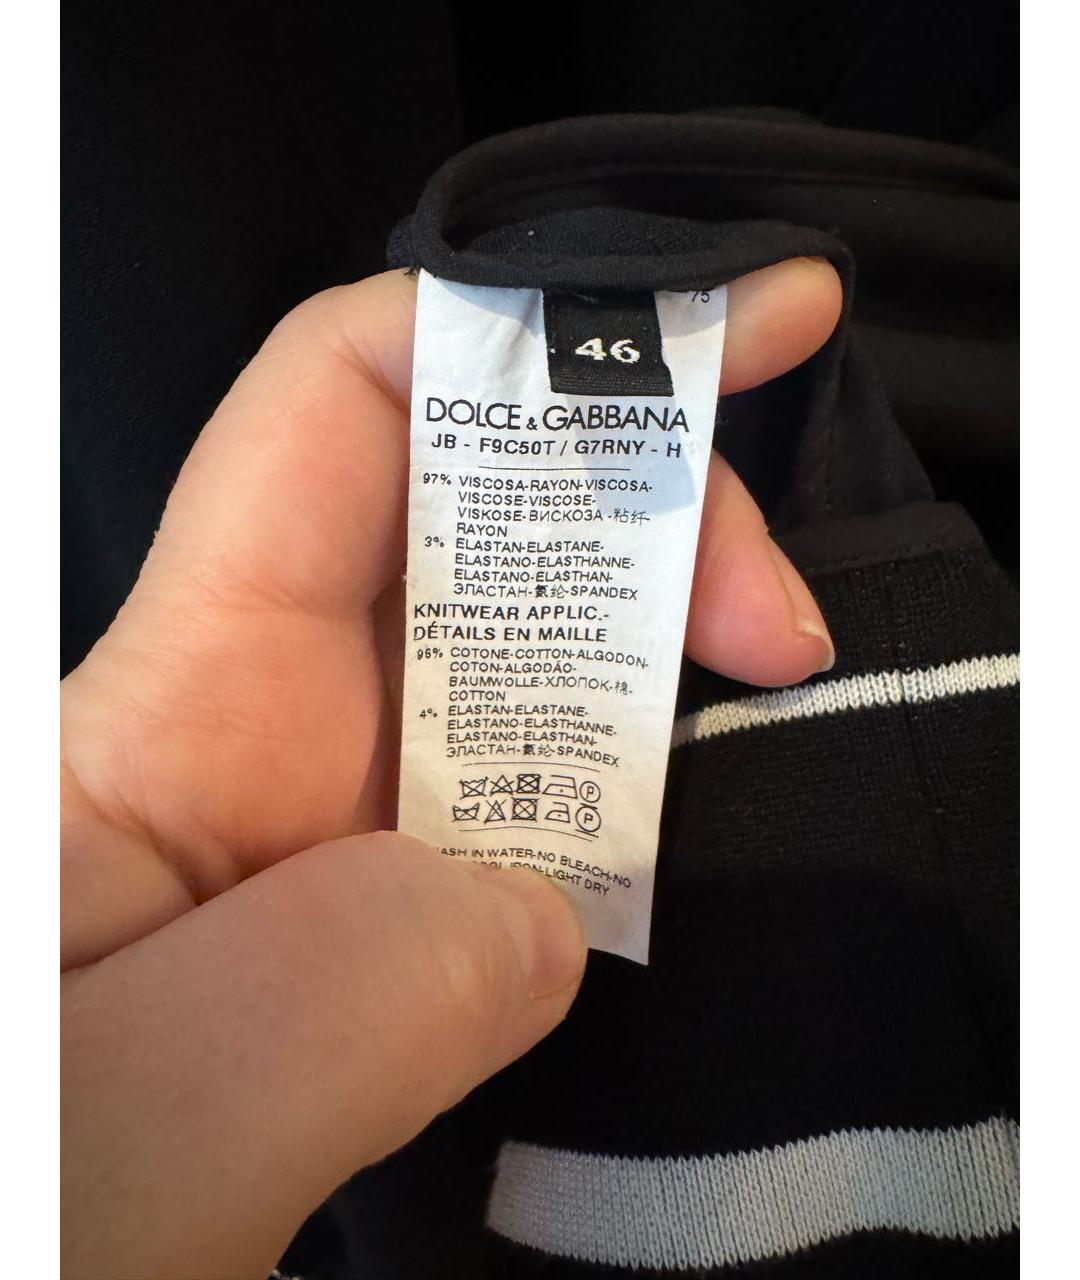 75
46
DOLCE & GABBANA
JB - F9C50T / G7RNY - H
97% VISCOSA-RAYON-VISCOSA-
VISCOSE-VISCOSE-
VISKOSE-ВИСКОЗА-粘纤-
RAYON
3% ELASTAN-ELASTANE-
ELASTANO-ELASTHANNE-
ELASTANO-ELASTHAN-
ЭЛАСТАН-氨纶-SPANDEX
KNITWEAR APPLIC.-
DÉTAILS EN MAILLE
96% COTONE-COTTON-ALGODON-
COTON-ALGODÃO-
BAUMWOLLE-ХЛОПОК-棉-
COTTON
4% ELASTAN-ELASTANE-
ELASTANO-ELASTHANNE-
ELASTANO-ELASTHAN-
ЭЛАСТАН-氨纶-SPANDEX
P
P
IN WATER-NO BLEACH-NO
IRON-LIGHT DRY